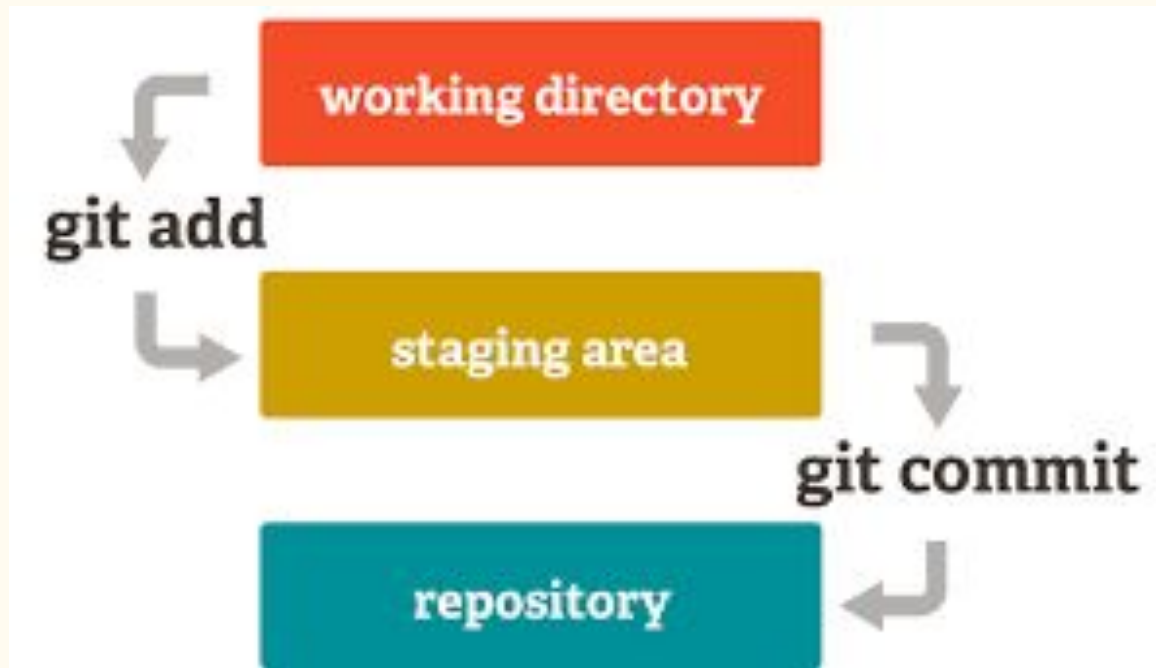 working directory
git add
staging area
git commit
repository